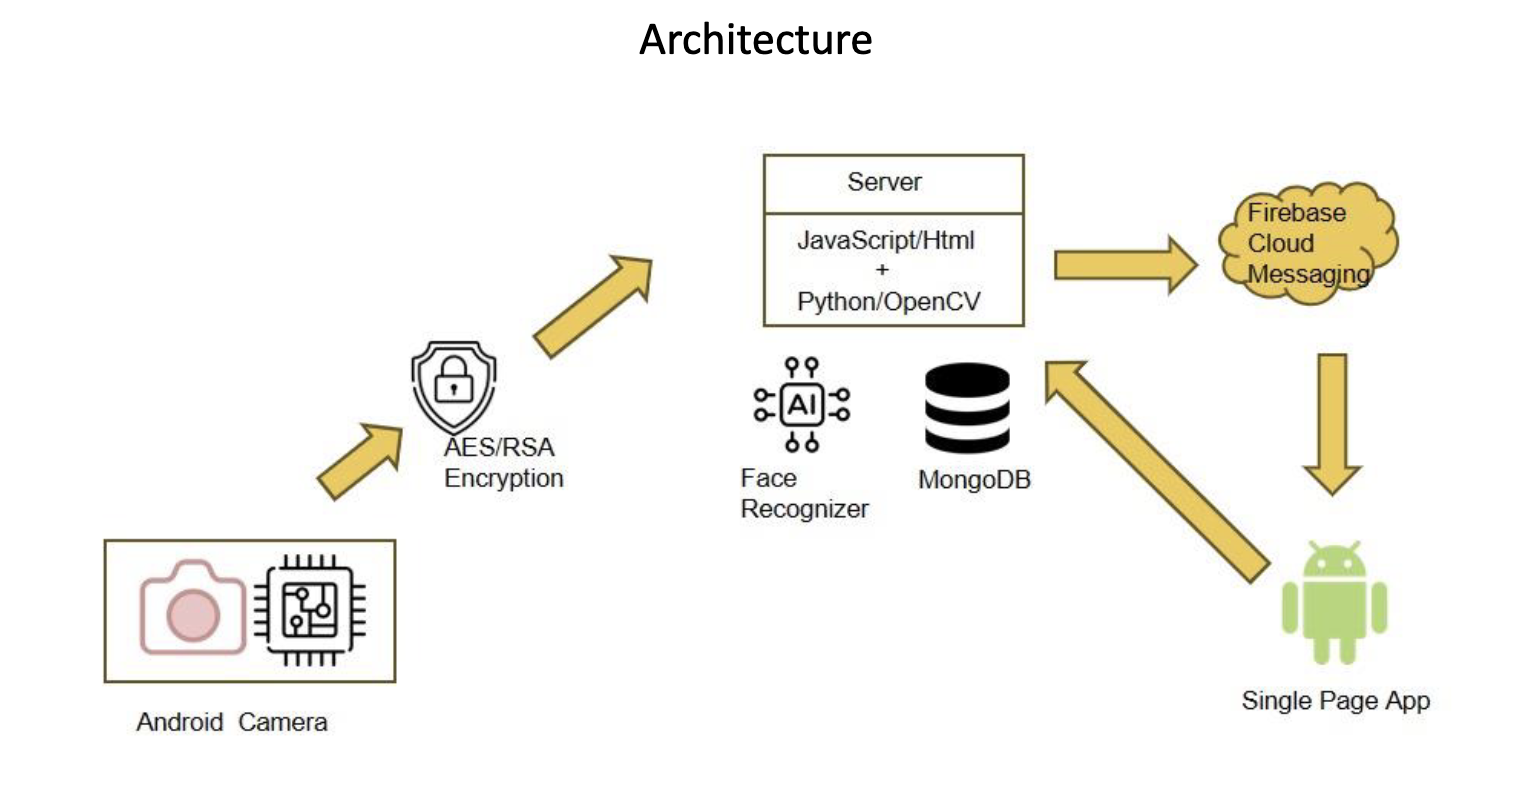 Architecture
Server
JavaScript/Html
+
Python/OpenCV
Firebase
Cloud
Messaging
AI
AES/RSA
Encryption
Face
Recognizer
MongoDB
Android Camera
Single Page App